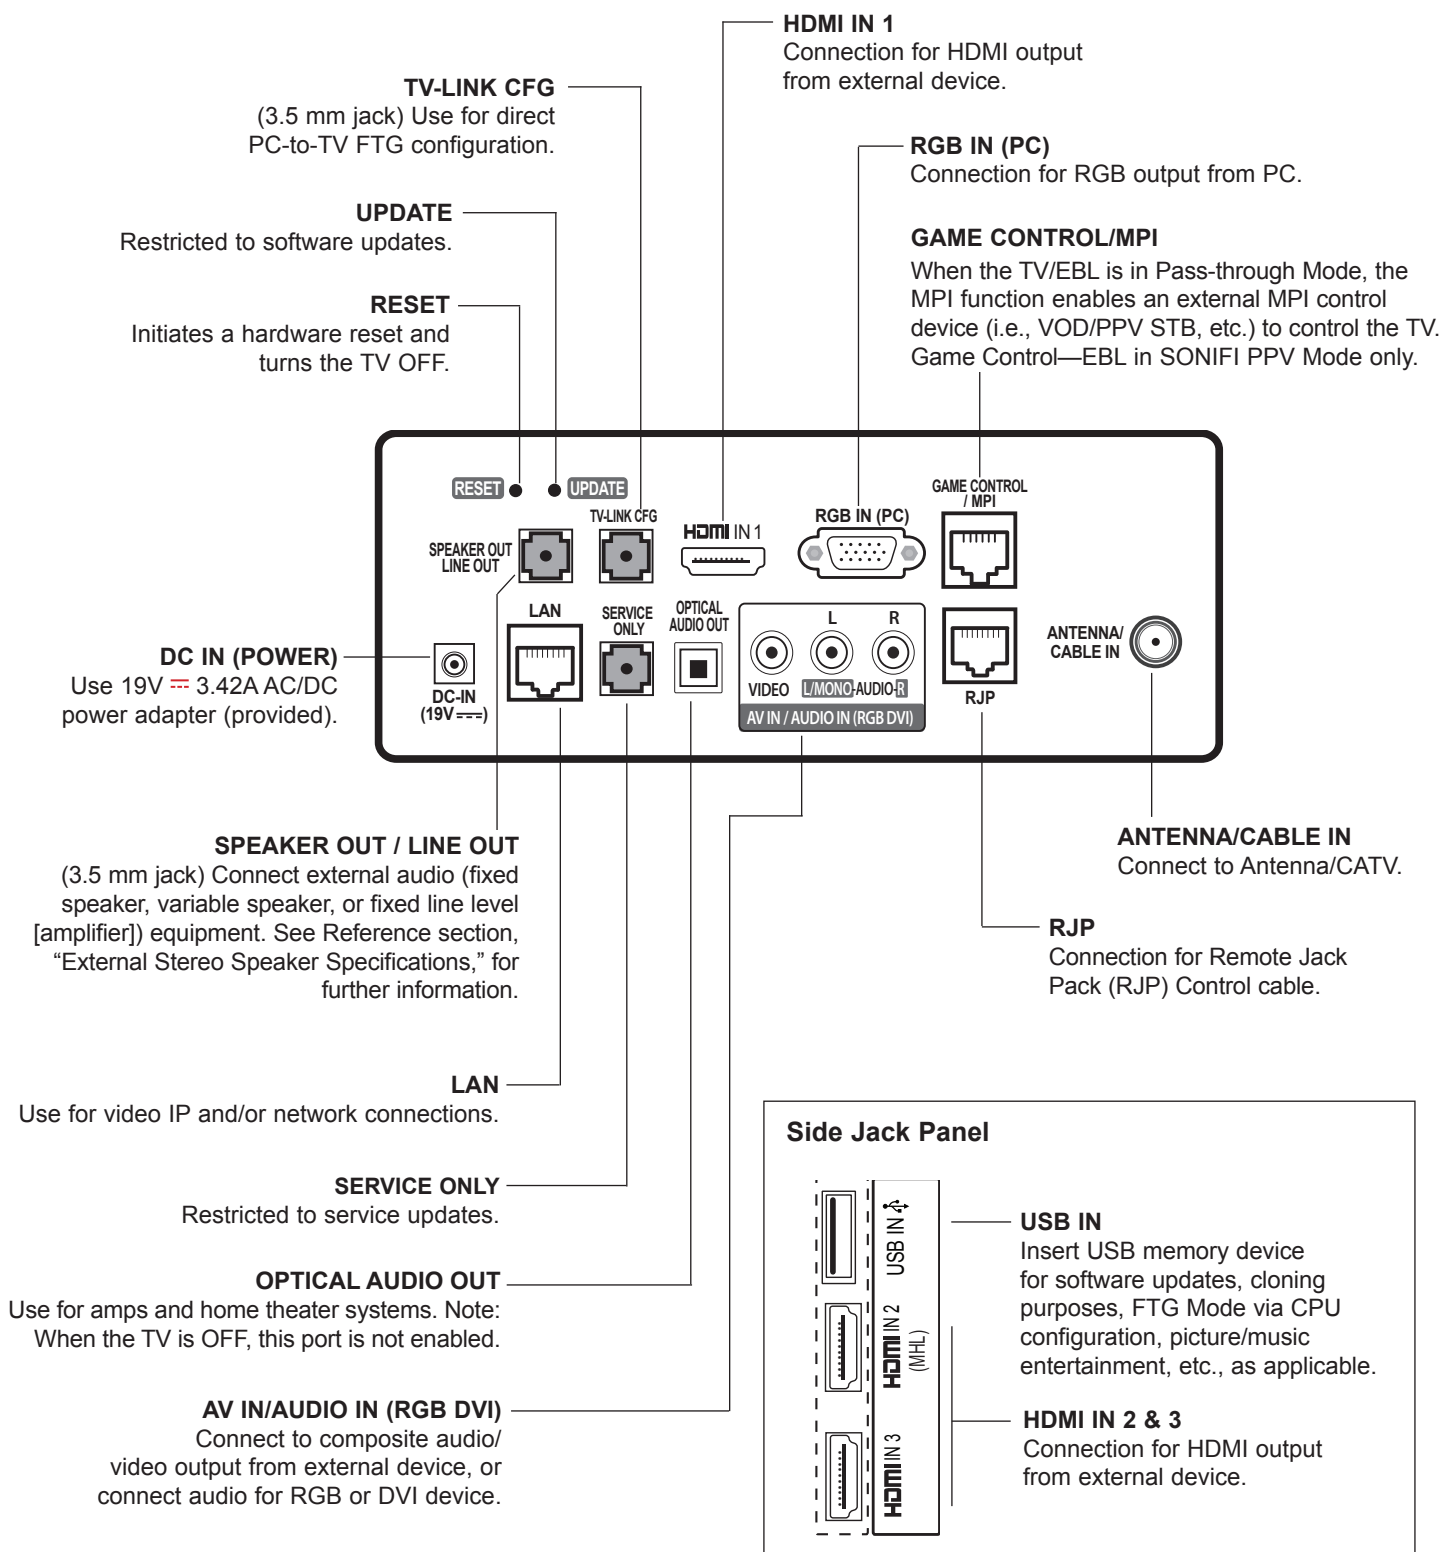 HDMI IN 1
Connection for HDMI output
from external device.
TV-LINK CFG
(3.5 mm jack) Use for direct
PC-to-TV FTG configuration.
RGB IN (PC)
Connection for RGB output from PC.
UPDATE
Restricted to software updates.
GAME CONTROL/MPI
When the TV/EBL is in Pass-through Mode, the
MPI function enables an external MPI control
device (i.e., VOD/PPV STB, etc.) to control the TV.
Game Control—EBL in SONIFI PPV Mode only.
RESET
Initiates a hardware reset and
turns the TV OFF.
RESET
UPDATE
TV-LINK CFG
SPEAKER OUT
LINE OUT
HDMI IN 1
RGB IN (PC)
GAME CONTROL
/ MPI
LAN
SERVICE
ONLY
OPTICAL
AUDIO OUT
L R
VIDEO L/MONO-AUDIO-R
AV IN / AUDIO IN (RGB DVI)
RJP
ANTENNA/
CABLE IN
DC-IN
(19V⎓)
DC IN (POWER)
Use 19V ⎓ 3.42A AC/DC
power adapter (provided).
SPEAKER OUT / LINE OUT
(3.5 mm jack) Connect external audio (fixed
speaker, variable speaker, or fixed line level
[amplifier]) equipment. See Reference section,
“External Stereo Speaker Specifications,” for
further information.
ANTENNA/CABLE IN
Connect to Antenna/CATV.
RJP
Connection for Remote Jack
Pack (RJP) Control cable.
LAN
Use for video IP and/or network connections.
SERVICE ONLY
Restricted to service updates.
OPTICAL AUDIO OUT
Use for amps and home theater systems. Note:
When the TV is OFF, this port is not enabled.
AV IN/AUDIO IN (RGB DVI)
Connect to composite audio/
video output from external device, or
connect audio for RGB or DVI device.
Side Jack Panel
USB IN
HDMI IN 2
(MHL)
HDMI IN 3
USB IN
Insert USB memory device
for software updates, cloning
purposes, FTG Mode via CPU
configuration, picture/music
entertainment, etc., as applicable.
HDMI IN 2 & 3
Connection for HDMI output
from external device.